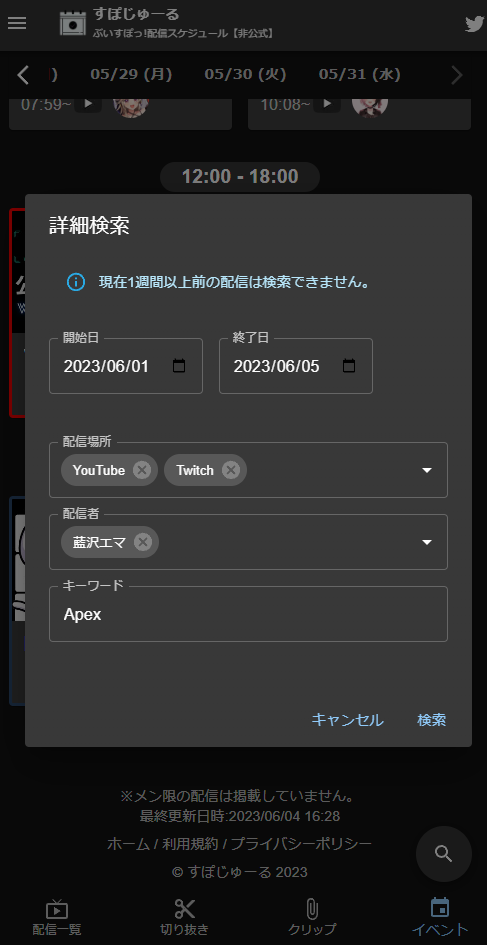 すぽじゅーる
ぶいすぽっ!配信スケジュール【非公式】
) 05/29 (月) 05/30 (火) 05/31 (水)
07:59~ 10:08~
12:00 - 18:00
詳細検索
現在1週間以上前の配信は検索できません。
開始日 終了日
2023/06/01 2023/06/05
配信場所
YouTube Twitch
配信者
藍沢エマ
キーワード
Apex
キャンセル 検索
※メン限の配信は掲載していません。
最終更新日時:2023/06/04 16:28
ホーム / 利用規約 / プライバシーポリシー
© すぽじゅーる 2023
配信一覧 切り抜き クリップ イベント